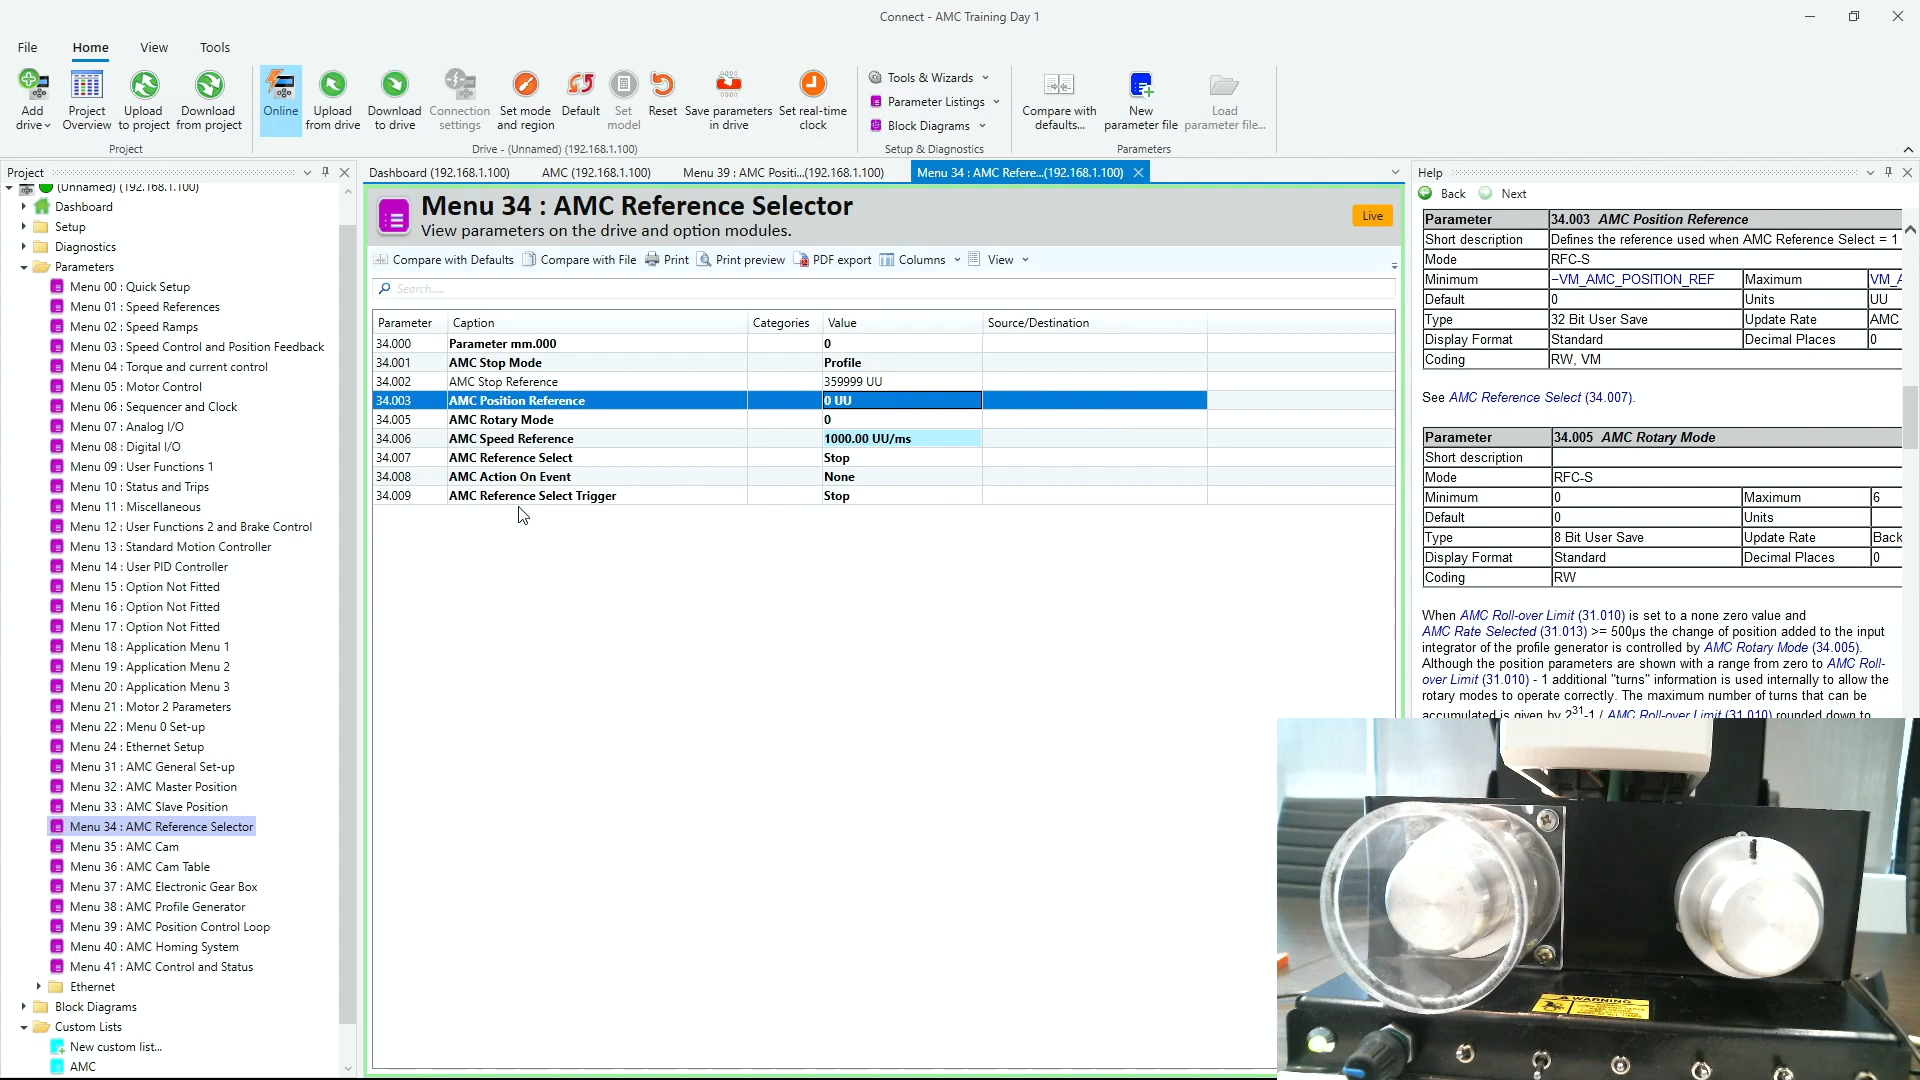 Connect - AMC Training Day 1
File Home View Tools
Add drive
Project Overview
Upload to project
Download from project
Online
Upload from drive
Download to drive
Connection settings
Set mode and region
Default
Set model
Reset
Save parameters in drive
Set real-time clock
Tools & Wizards
Parameter Listings
Block Diagrams
Compare with defaults...
New parameter file
Load parameter file...
Project
Drive - (Unnamed) (192.168.1.100)
Setup & Diagnostics
Parameters
Project
(Unnamed) (192.168.1.100)
Dashboard
Setup
Diagnostics
Parameters
Menu 00 : Quick Setup
Menu 01 : Speed References
Menu 02 : Speed Ramps
Menu 03 : Speed Control and Position Feedback
Menu 04 : Torque and current control
Menu 05 : Motor Control
Menu 06 : Sequencer and Clock
Menu 07 : Analog I/O
Menu 08 : Digital I/O
Menu 09 : User Functions 1
Menu 10 : Status and Trips
Menu 11 : Miscellaneous
Menu 12 : User Functions 2 and Brake Control
Menu 13 : Standard Motion Controller
Menu 14 : User PID Controller
Menu 15 : Option Not Fitted
Menu 16 : Option Not Fitted
Menu 17 : Option Not Fitted
Menu 18 : Application Menu 1
Menu 19 : Application Menu 2
Menu 20 : Application Menu 3
Menu 21 : Motor 2 Parameters
Menu 22 : Menu 0 Set-up
Menu 24 : Ethernet Setup
Menu 31 : AMC General Set-up
Menu 32 : AMC Master Position
Menu 33 : AMC Slave Position
Menu 34 : AMC Reference Selector
Menu 35 : AMC Cam
Menu 36 : AMC Cam Table
Menu 37 : AMC Electronic Gear Box
Menu 38 : AMC Profile Generator
Menu 39 : AMC Position Control Loop
Menu 40 : AMC Homing System
Menu 41 : AMC Control and Status
Ethernet
Block Diagrams
Custom Lists
New custom list...
AMC
Dashboard (192.168.1.100)
AMC (192.168.1.100)
Menu 39 : AMC Positi...(192.168.1.100)
Menu 34 : AMC Refere...(192.168.1.100)
Menu 34 : AMC Reference Selector
View parameters on the drive and option modules.
Live
Compare with Defaults Compare with File Print Print preview PDF export Columns View
Search.....
Parameter Caption Categories Value Source/Destination
34.000 Parameter mm.000 0
34.001 AMC Stop Mode Profile
34.002 AMC Stop Reference 359999 UU
34.003 AMC Position Reference 0 UU
34.005 AMC Rotary Mode 0
34.006 AMC Speed Reference 1000.00 UU/ms
34.007 AMC Reference Select Stop
34.008 AMC Action On Event None
34.009 AMC Reference Select Trigger Stop
Help
Back Next
Parameter 34.003 AMC Position Reference
Short description Defines the reference used when AMC Reference Select = 1
Mode RFC-S
Minimum −VM_AMC_POSITION_REF Maximum
Default 0 Units UU
Type 32 Bit User Save Update Rate AMC
Display Format Standard Decimal Places 0
Coding RW, VM
See AMC Reference Select (34.007).
Parameter 34.005 AMC Rotary Mode
Short description
Mode RFC-S
Minimum 0 Maximum 6
Default 0 Units
Type 8 Bit User Save Update Rate Back
Display Format Standard Decimal Places 0
Coding RW
When AMC Roll-over Limit (31.010) is set to a none zero value and
AMC Rate Selected (31.013) >= 500µs the change of position added to the input
integrator of the profile generator is controlled by AMC Rotary Mode (34.005).
Although the position parameters are shown with a range from zero to AMC Roll-
over Limit (31.010) - 1 additional "turns" information is used internally to allow the
rotary modes to operate correctly. The maximum number of turns that can be
accumulated is given by 2^31-1 / AMC Roll-over Limit (31.010) rounded down to
WARNING